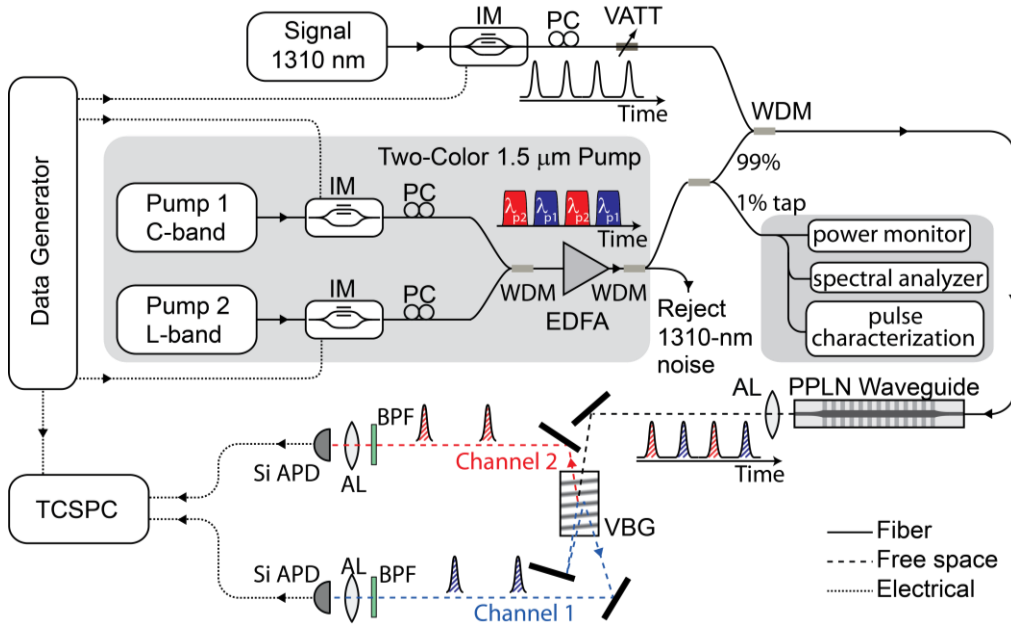 Signal
1310 nm
IM
PC
VATT
Time
WDM
Data Generator
Two-Color 1.5 μm Pump
99%
1% tap
Pump 1
C-band
IM
PC
λp2 λp1 λp2 λp1
Time
power monitor
spectral analyzer
pulse
characterization
Pump 2
L-band
IM
PC
WDM
EDFA
WDM
Reject
1310-nm
noise
AL
PPLN Waveguide
Time
BPF
Si APD
AL
Channel 2
TCSPC
VBG
Si APD
AL
BPF
Channel 1
Fiber
Free space
Electrical